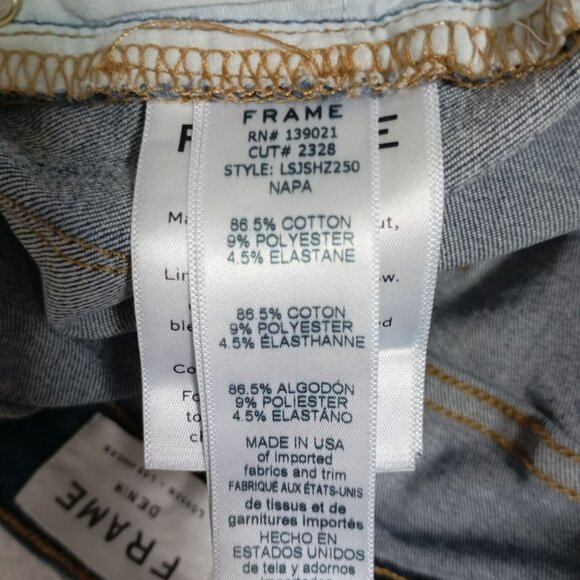 FRAME
RN# 139021
CUT# 2328
STYLE: LSJSHZ250
NAPA
86.5% COTTON
9% POLYESTER
4.5% ELASTANE
86.5% COTON
9% POLYESTER
4.5% ÉLASTHANNE
86.5% ALGODÓN
9% POLIESTER
4.5% ELASTÁNO
MADE IN USA
of imported
fabrics and trim
FABRIQUÉ AUX ÉTATS-UNIS
de tissus et de
garnitures importés
HECHO EN
ESTADOS UNIDOS
de tela y adornos
FRAME
DENIM